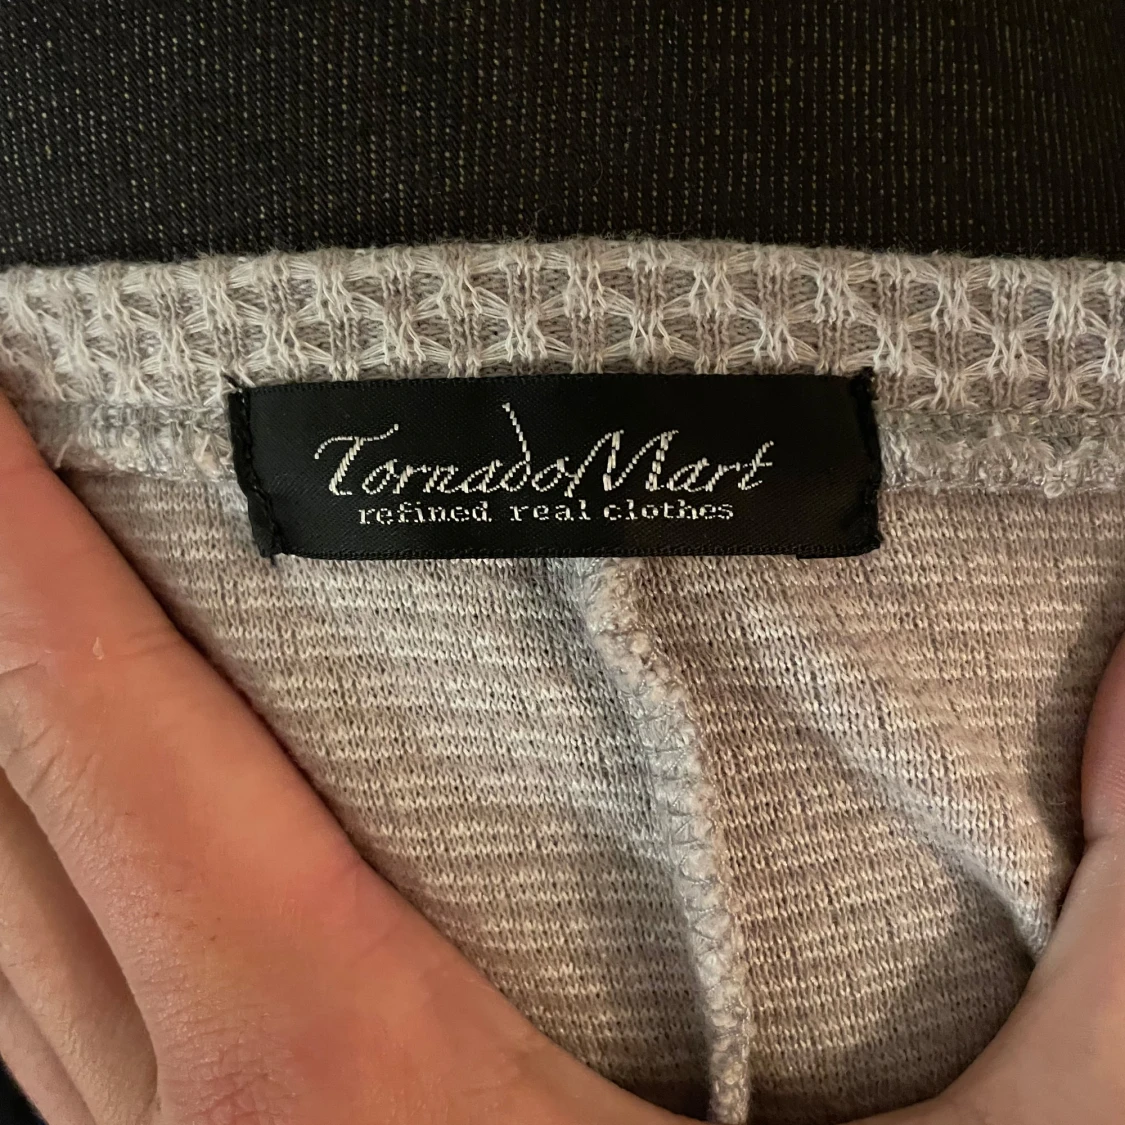 TornadoMart
refined real clothes